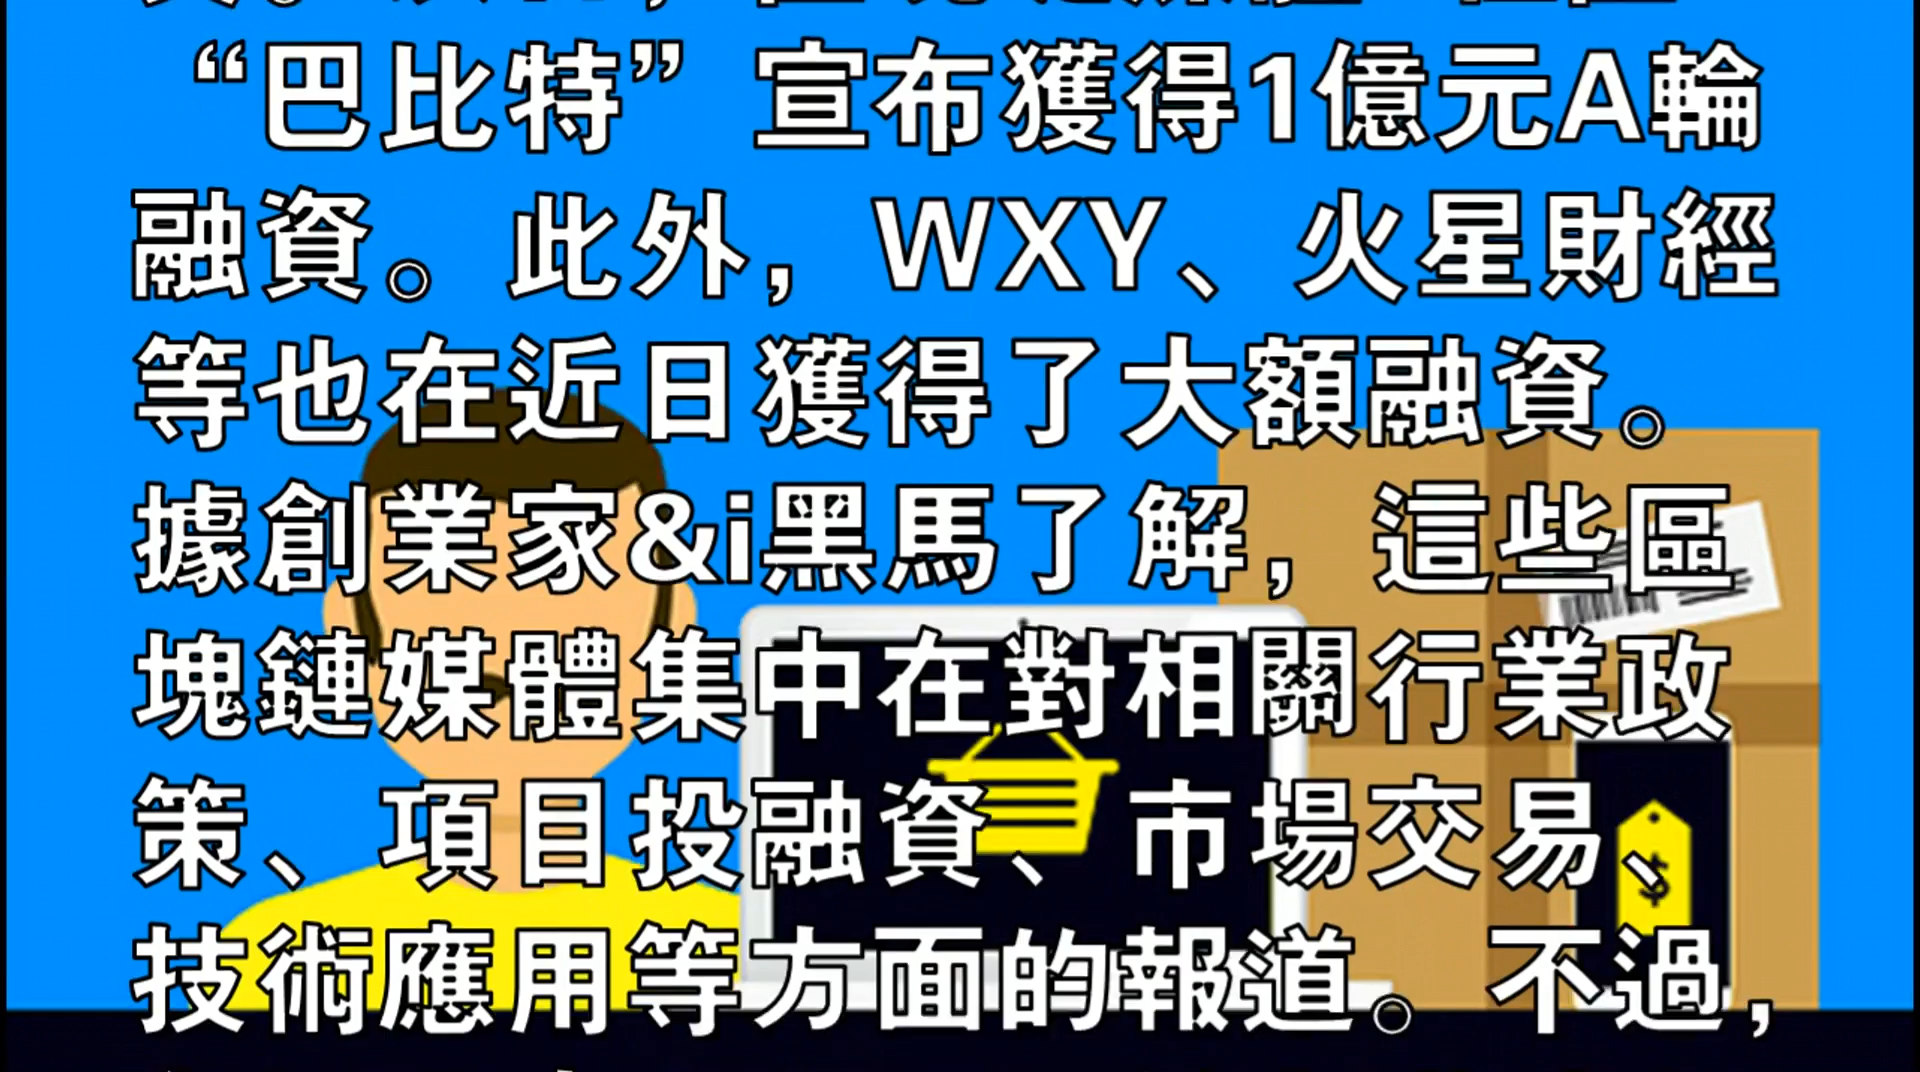 “巴比特”宣布獲得1億元A輪
融資。此外，WXY、火星財經
等也在近日獲得了大額融資。
據創業家&i黑馬了解，這些區
塊鏈媒體集中在對相關行業政
策、項目投融資、市場交易、
技術應用等方面的報道。不過，
$